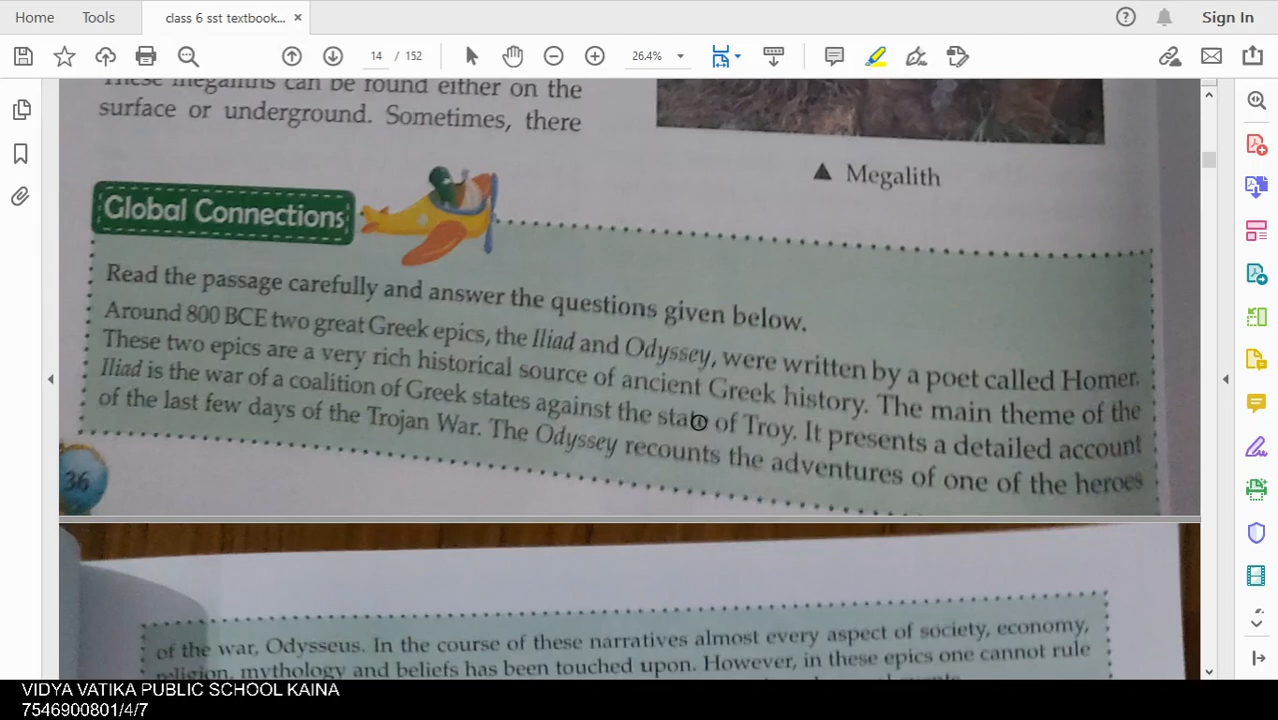 Home
Tools
class 6 sst textbook...
×
Sign In
14 / 152
26.4%
These megaliths can be found either on the
surface or underground. Sometimes, there
▲ Megalith
Global Connections
Read the passage carefully and answer the questions given below.
Around 800 BCE two great Greek epics, the Iliad and Odyssey, were written by a poet called Homer.
These two epics are a very rich historical source of ancient Greek history. The main theme of the
Iliad is the war of a coalition of Greek states against the state of Troy. It presents a detailed account
of the last few days of the Trojan War. The Odyssey recounts the adventures of one of the heroes
36
of the war, Odysseus. In the course of these narratives almost every aspect of society, economy,
religion, mythology and beliefs has been touched upon. However, in these epics one cannot rule
VIDYA VATIKA PUBLIC SCHOOL KAINA
7546900801/4/7